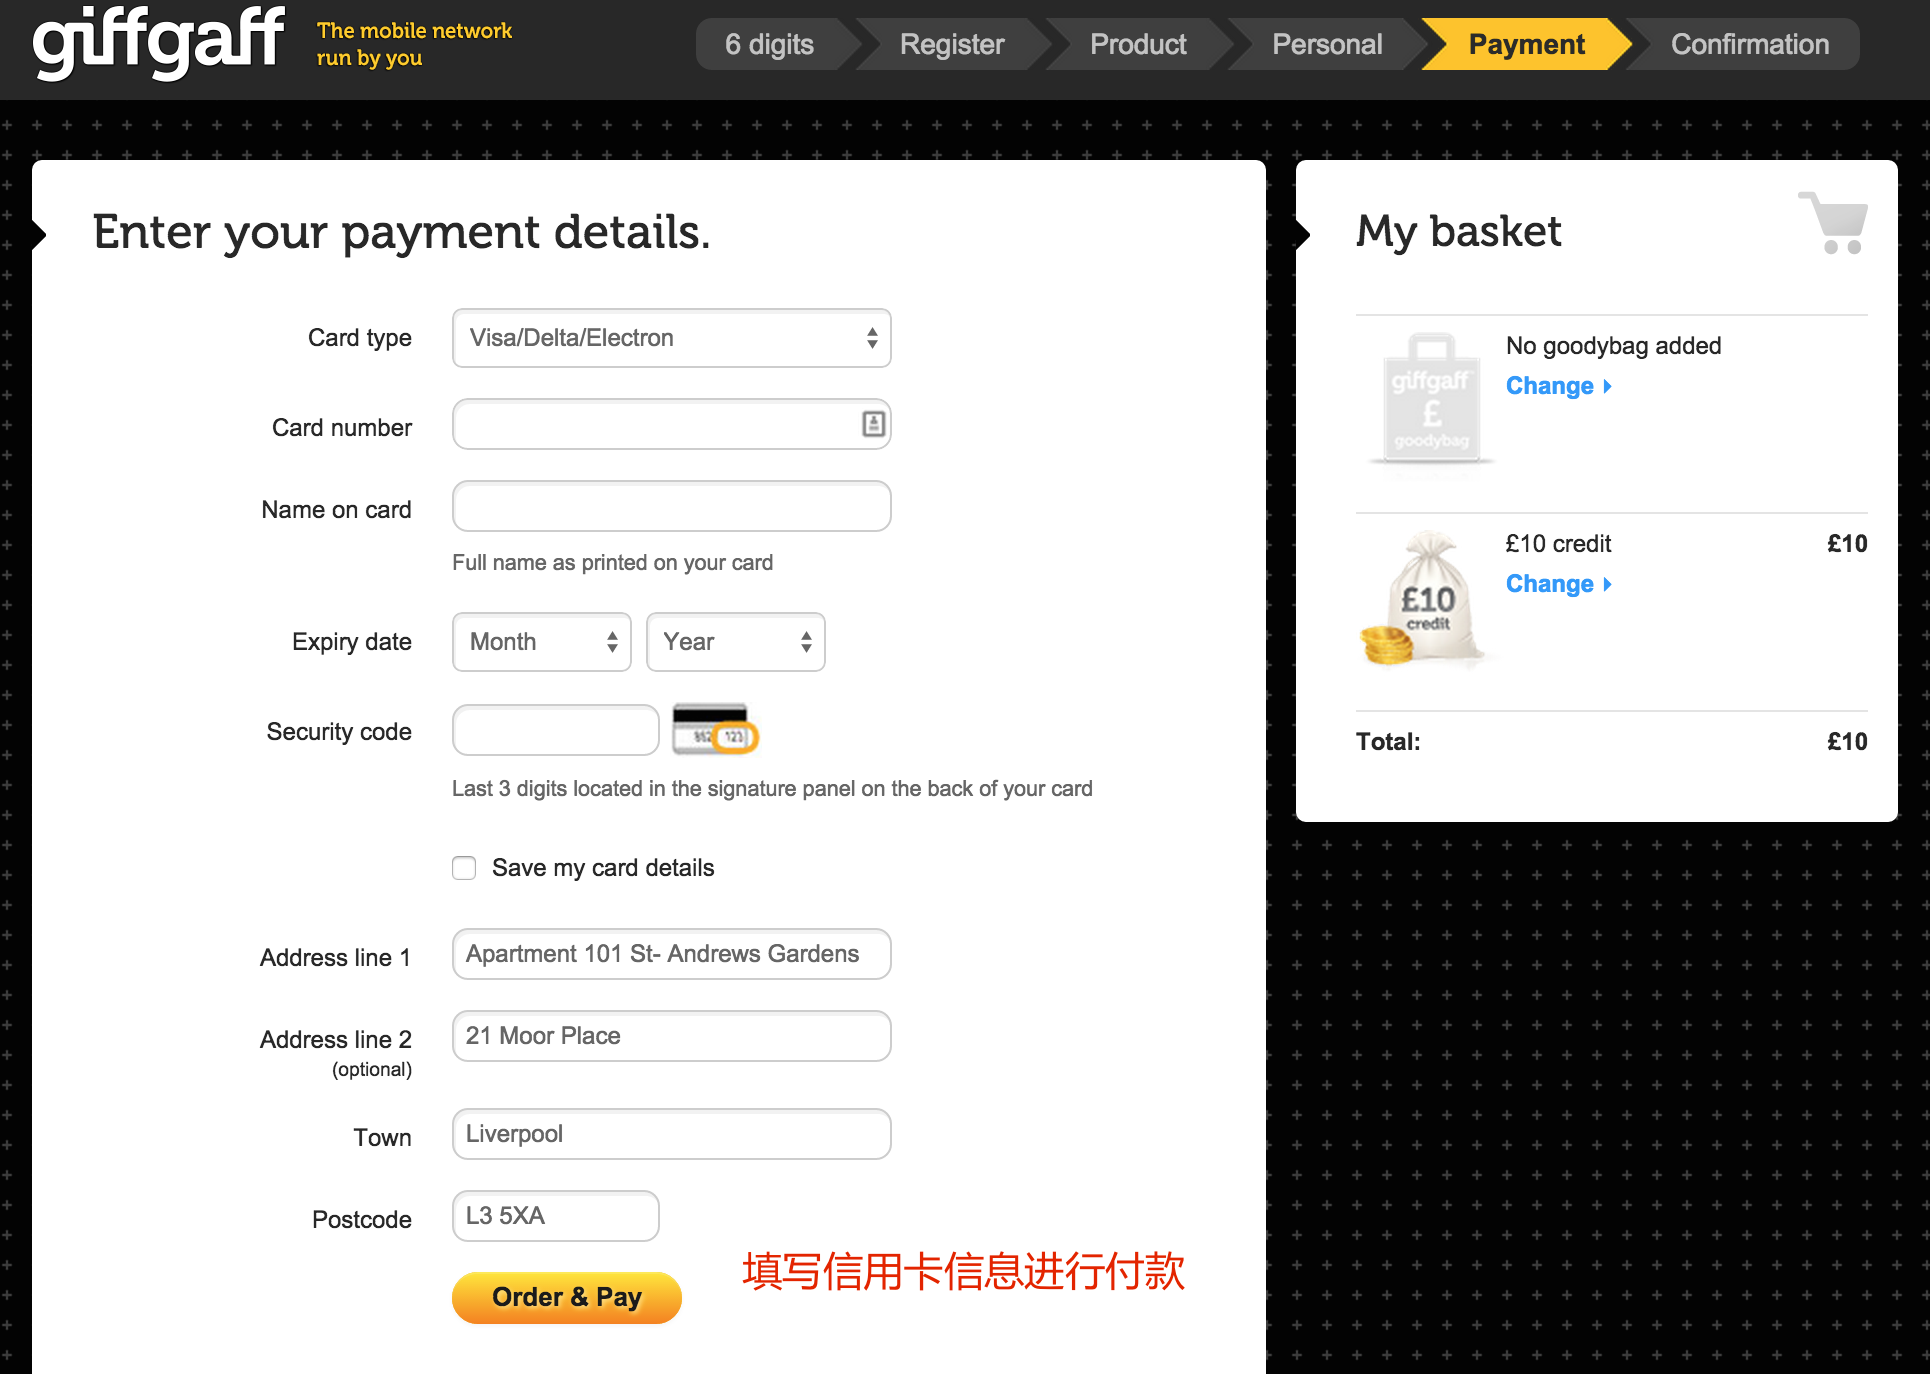 giffgaff
The mobile network
run by you
6 digits
Register
Product
Personal
Payment
Confirmation
Enter your payment details.
Card type
Visa/Delta/Electron
Card number
Name on card
Full name as printed on your card
Expiry date
Month
Year
Security code
862 123
Last 3 digits located in the signature panel on the back of your card
Save my card details
Address line 1
Apartment 101 St- Andrews Gardens
Address line 2
(optional)
21 Moor Place
Town
Liverpool
Postcode
L3 5XA
Order & Pay
填写信用卡信息进行付款
My basket
giffgaff
£
goodybag
No goodybag added
Change
£10
credit
£10 credit
£10
Change
Total:
£10